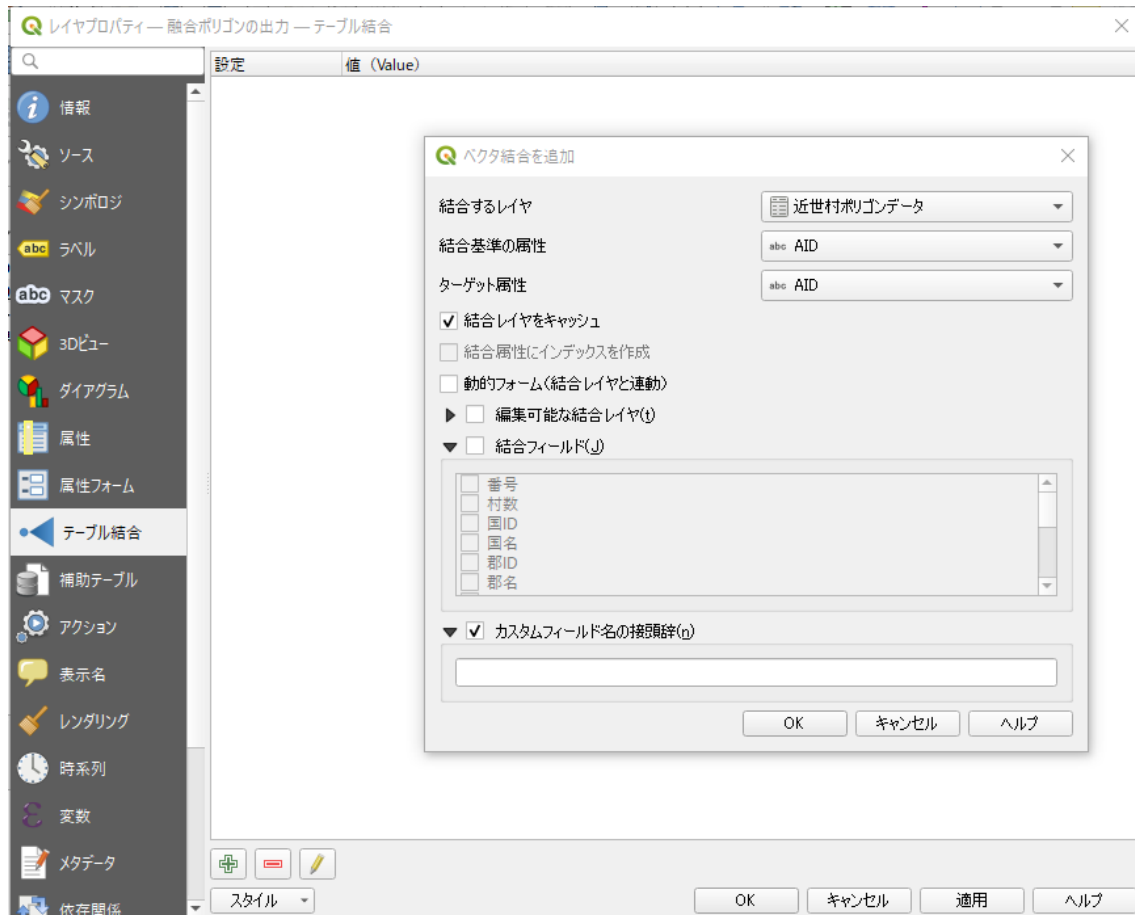 レイヤプロパティ — 融合ポリゴンの出力 — テーブル結合
設定 値 (Value)
情報
ソース
シンボロジ
abc ラベル
abc マスク
3Dビュー
ダイアグラム
属性
属性フォーム
テーブル結合
補助テーブル
アクション
表示名
レンダリング
時系列
変数
メタデータ
依存関係
ベクタ結合を追加
結合するレイヤ 近世村ポリゴンデータ
結合基準の属性 abc AID
ターゲット属性 abc AID
結合レイヤをキャッシュ
結合属性にインデックスを作成
動的フォーム(結合レイヤと連動)
編集可能な結合レイヤ(t)
結合フィールド(J)
番号
村数
国ID
国名
郡ID
郡名
カスタムフィールド名の接頭辞(n)
OK キャンセル ヘルプ
スタイル OK キャンセル 適用 ヘルプ